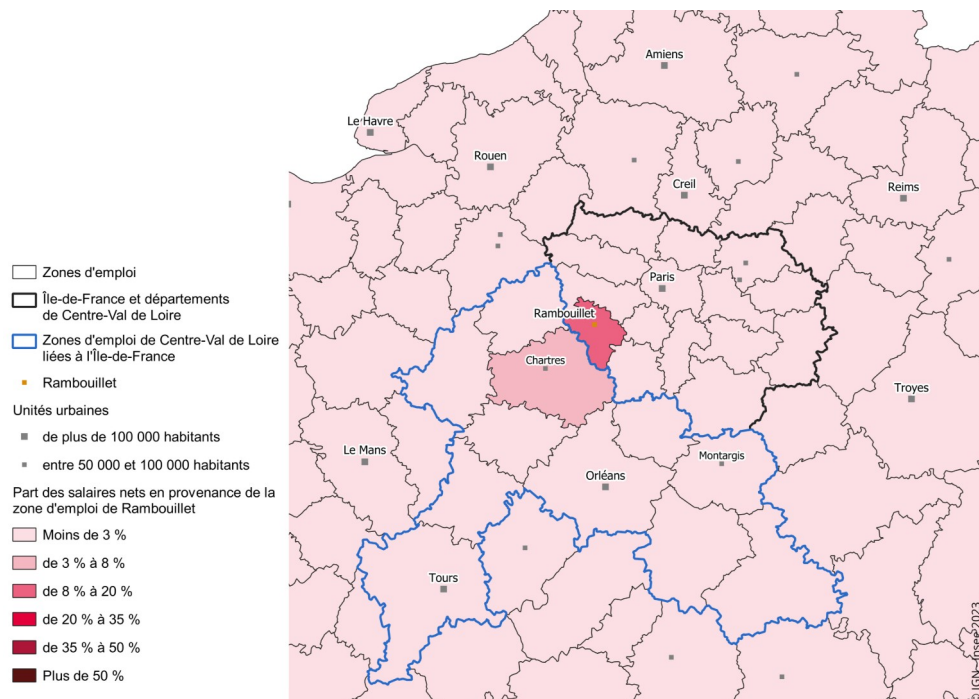 Amiens
Le Havre
Rouen
Creil
Reims
Paris
Rambouillet
Chartres
Troyes
Le Mans
Montargis
Orléans
Tours
Zones d'emploi
Île-de-France et départements
de Centre-Val de Loire
Zones d'emploi de Centre-Val de Loire
liées à l'Île-de-France
Rambouillet
Unités urbaines
de plus de 100 000 habitants
entre 50 000 et 100 000 habitants
Part des salaires nets en provenance de la
zone d'emploi de Rambouillet
Moins de 3 %
de 3 % à 8 %
de 8 % à 20 %
de 20 % à 35 %
de 35 % à 50 %
Plus de 50 %
Insee 2023